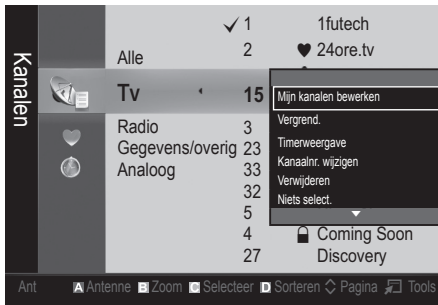 Kanalen
✓ 1 1futech
Alle 2 ♥ 24ore.tv
Tv 15
Radio 3
Gegevens/overig 23
Analoog 33
32
5
4 Coming Soon
27 Discovery
Mijn kanalen bewerken
Vergrend.
Timerweergave
Kanaalnr. wijzigen
Verwijderen
Niets select.
Ant A Antenne B Zoom C Selecteer D Sorteren Pagina Tools